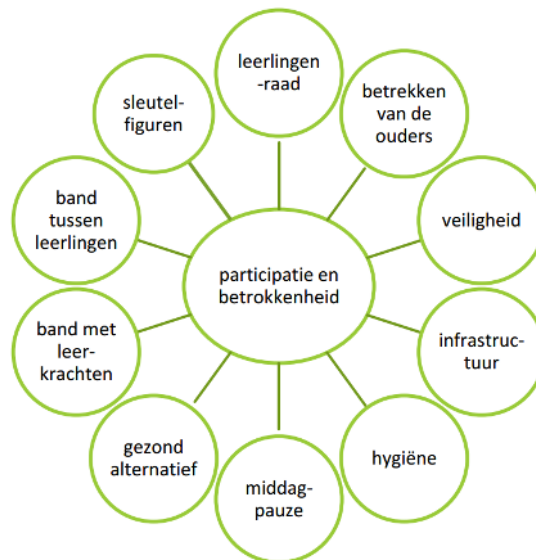 leerlingen
-raad
betrekken
van de
ouders
veiligheid
infrastruc-
tuur
hygiëne
middag-
pauze
gezond
alternatief
band met
leer-
krachten
band
tussen
leerlingen
sleutel-
figuren
participatie en
betrokkenheid